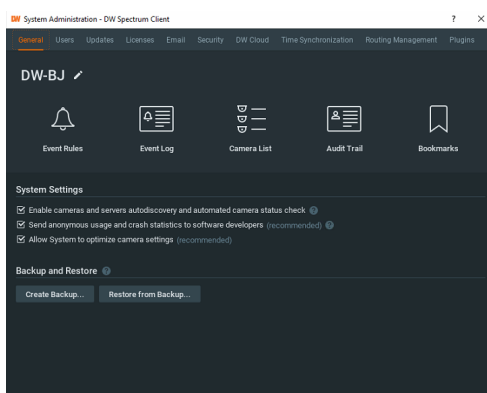 DW System Administration - DW Spectrum Client ? X
General Users Updates Licenses Email Security DW Cloud Time Synchronization Routing Management Plugins
DW-BJ
Event Rules Event Log Camera List Audit Trail Bookmarks
System Settings
Enable cameras and servers autodiscovery and automated camera status check ?
Send anonymous usage and crash statistics to software developers (recommended) ?
Allow System to optimize camera settings (recommended)
Backup and Restore ?
Create Backup... Restore from Backup...